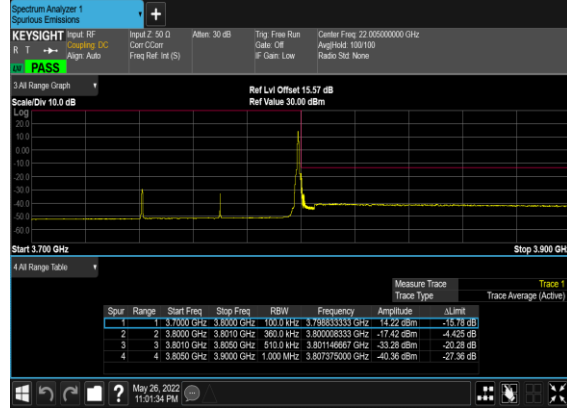 Spectrum Analyzer 1
Spurious Emissions
+
KEYSIGHT Input: RF Input Z: 50 Ω Atten: 30 dB Trig: Free Run Center Freq: 22.005000000 GHz
R T Coupling: DC Corr CCorr Gate: Off Avg|Hold: 100/100
Align: Auto Freq Ref: Int (S) IF Gain: Low Radio Std: None
PASS
3 All Range Graph
Ref Lvl Offset 15.57 dB
Scale/Div 10.0 dB Ref Value 30.00 dBm
Log
20.0
10.0
0.00
-10.0
-20.0
-30.0
-40.0
-50.0
-60.0
Start 3.700 GHz Stop 3.900 GHz
4 All Range Table
Measure Trace Trace 1
Trace Type Trace Average (Active)
Spur Range Start Freq Stop Freq RBW Frequency Amplitude ΔLimit
1 1 3.7000 GHz 3.8000 GHz 100.0 kHz 3.798833333 GHz 14.22 dBm -15.78 dB
2 2 3.8000 GHz 3.8010 GHz 360.0 kHz 3.800008333 GHz -17.42 dBm -4.425 dB
3 3 3.8010 GHz 3.8050 GHz 510.0 kHz 3.801146667 GHz -33.28 dBm -20.28 dB
4 4 3.8050 GHz 3.9000 GHz 1.000 MHz 3.807375000 GHz -40.36 dBm -27.36 dB
? May 26, 2022
11:01:34 PM